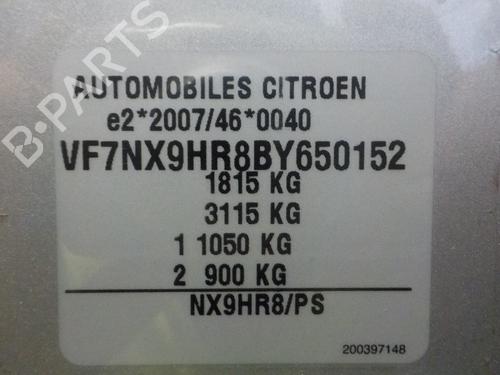 B-PARTS
AUTOMOBILES CITROEN
e2*2007/46*0040
VF7NX9HR8BY650152
1815 KG
3115 KG
1 1050 KG
2 900 KG
NX9HR8/PS
200397148